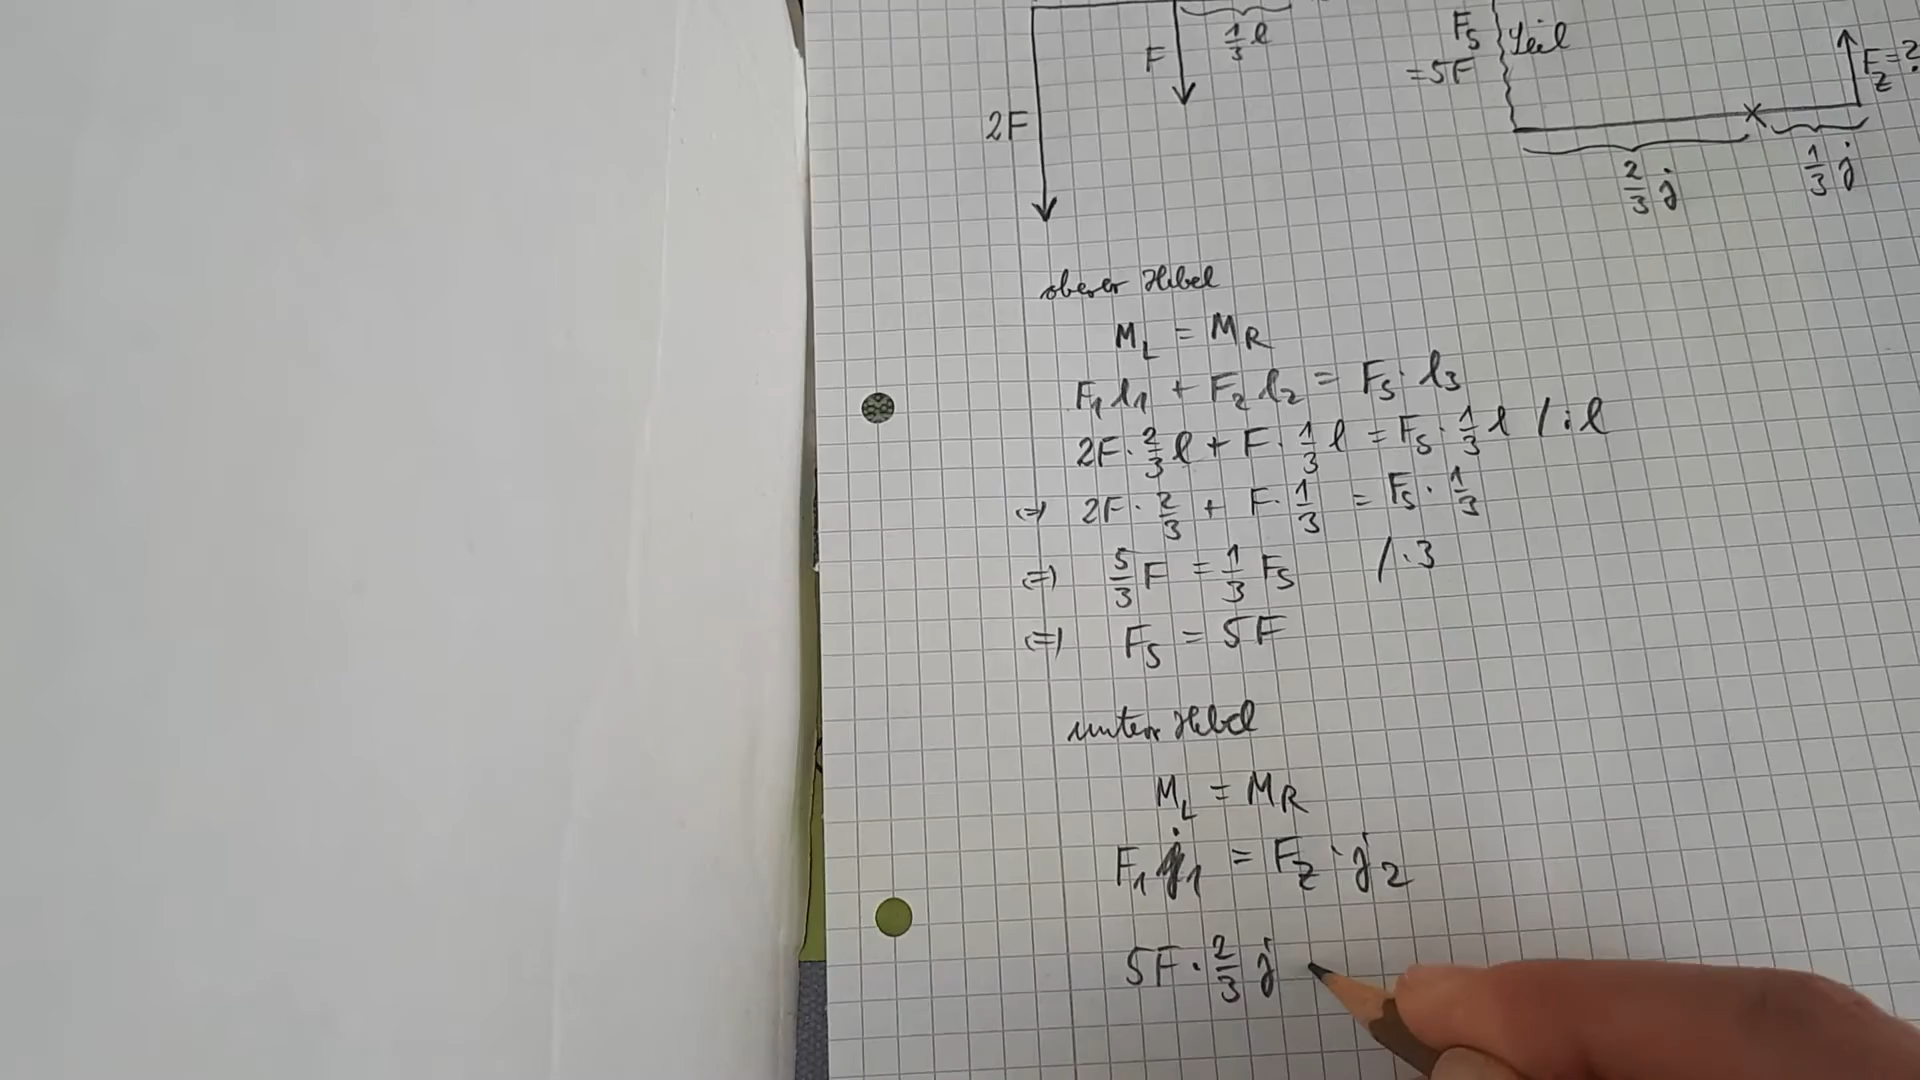 2F
F
1/3 l
F_S = 5F
Seil
F_Z = ?
2/3 j
1/3 j
oberer Hebel
M_L = M_R
F_1 l_1 + F_2 l_2 = F_S · l_3
2F · 2/3 l + F · 1/3 l = F_S · 1/3 l / : l
⇔ 2F · 2/3 + F · 1/3 = F_S · 1/3
⇔ 5/3 F = 1/3 F_S / · 3
⇔ F_S = 5F
unterer Hebel
M_L = M_R
F_1 j_1 = F_Z · j_2
5F · 2/3 j